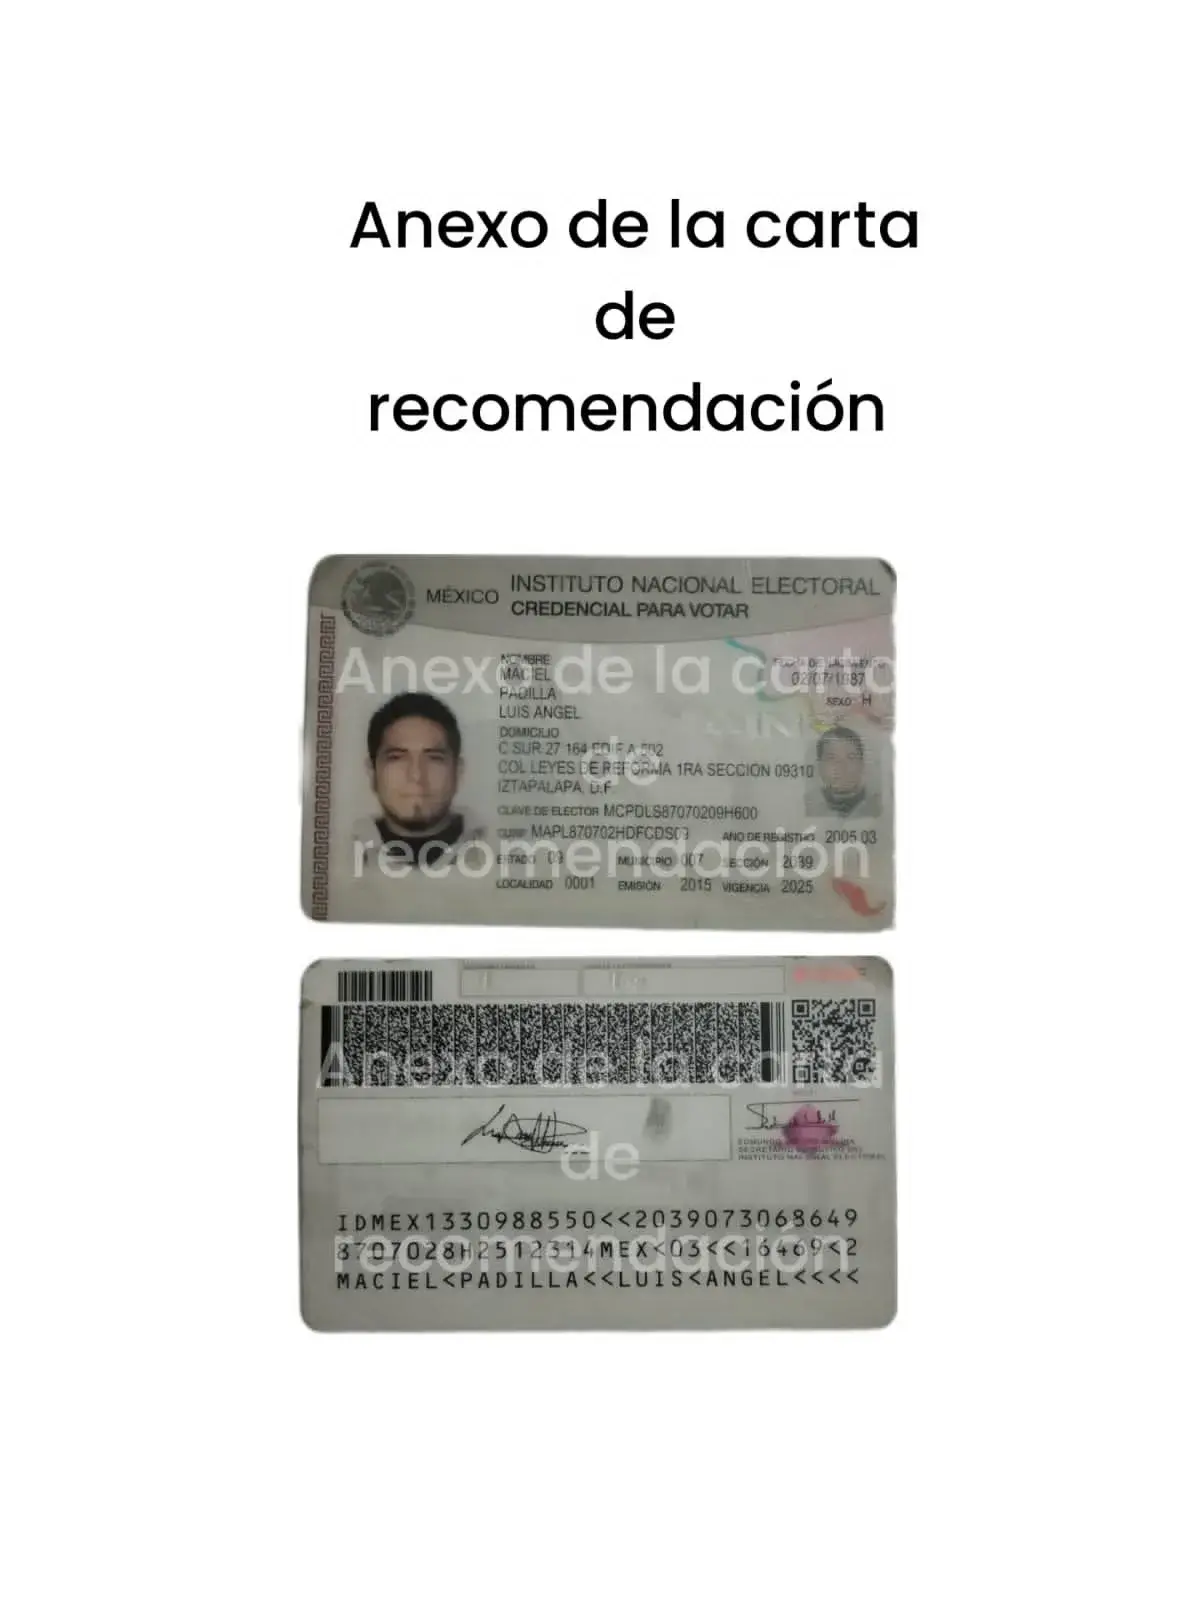 Anexo de la carta
de
recomendación
MÉXICO INSTITUTO NACIONAL ELECTORAL
CREDENCIAL PARA VOTAR
NOMBRE
MACIEL
PADILLA
LUIS ANGEL
FECHA DE NACIMIENTO
02/07/1987
SEXO H
DOMICILIO
C SUR 27 164 EDIF A 502
COL LEYES DE REFORMA 1RA SECCION 09310
IZTAPALAPA, D.F.
CLAVE DE ELECTOR MCPDLS87070209H600
CURP MAPL870702HDFCDS09 AÑO DE REGISTRO 2005 03
ESTADO 09 MUNICIPIO 007 SECCIÓN 2039
LOCALIDAD 0001 EMISIÓN 2015 VIGENCIA 2025
Anexo de la carta
de
recomendación
Anexo de la carta
de
recomendación
EDMUNDO
SECRETARIO EJECUTIVO DEL
INSTITUTO NACIONAL ELECTORAL
IDMEX1330988550<<2039073068649
8707028H2512314MEX<03<<16469<2
MACIEL<PADILLA<<LUIS<ANGEL<<<<